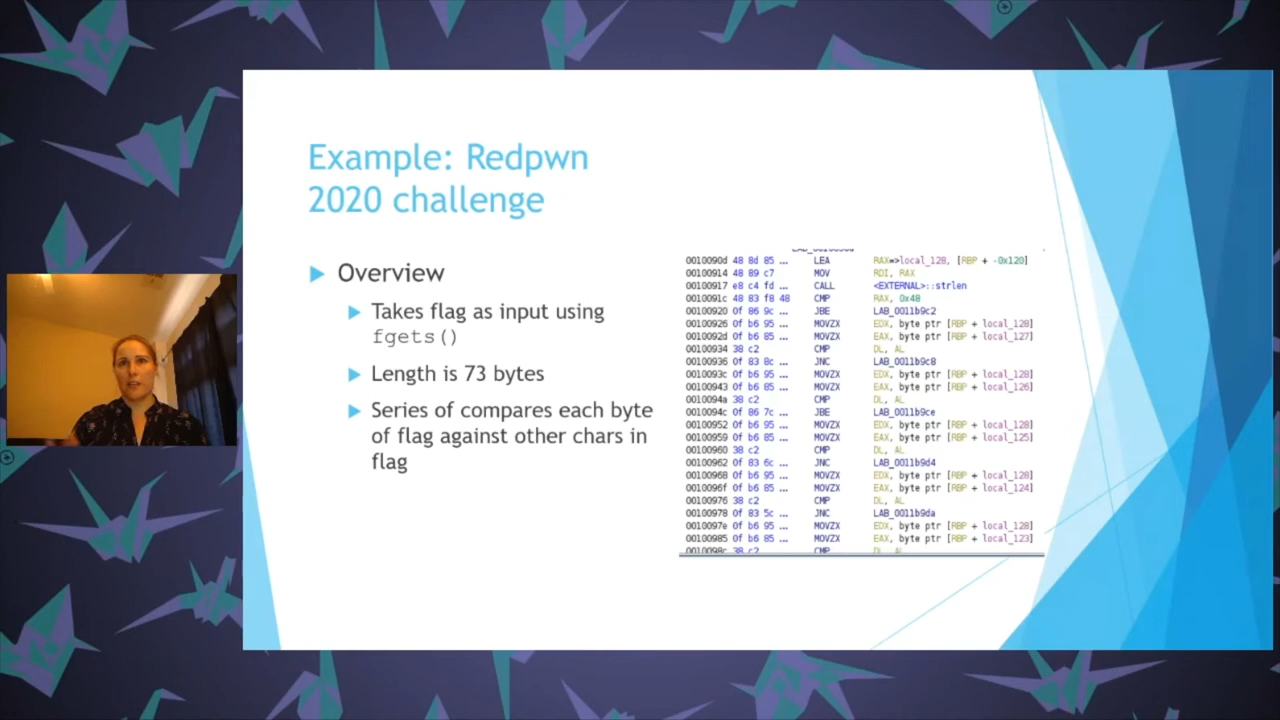 Example: Redpwn
2020 challenge
Overview
Takes flag as input using
fgets()
Length is 73 bytes
Series of compares each byte
of flag against other chars in
flag
0010090d 48 8d 85 ... LEA RAX=>local_128, [RBP + -0x120]
00100914 48 89 c7 MOV RDI, RAX
00100917 e8 c4 fd ... CALL <EXTERNAL>::strlen
0010091c 48 83 f8 48 CMP RAX, 0x48
00100920 0f 86 9c ... JBE LAB_0011b9c2
00100926 0f b6 95 ... MOVZX EDX, byte ptr [RBP + local_128]
0010092d 0f b6 85 ... MOVZX EAX, byte ptr [RBP + local_127]
00100934 38 c2 CMP DL, AL
00100936 0f 83 8c ... JNC LAB_0011b9c8
0010093c 0f b6 95 ... MOVZX EDX, byte ptr [RBP + local_128]
00100943 0f b6 85 ... MOVZX EAX, byte ptr [RBP + local_126]
0010094a 38 c2 CMP DL, AL
0010094c 0f 86 7c ... JBE LAB_0011b9ce
00100952 0f b6 95 ... MOVZX EDX, byte ptr [RBP + local_128]
00100959 0f b6 85 ... MOVZX EAX, byte ptr [RBP + local_125]
00100960 38 c2 CMP DL, AL
00100962 0f 83 6c ... JNC LAB_0011b9d4
00100968 0f b6 95 ... MOVZX EDX, byte ptr [RBP + local_128]
0010096f 0f b6 85 ... MOVZX EAX, byte ptr [RBP + local_124]
00100976 38 c2 CMP DL, AL
00100978 0f 83 5c ... JNC LAB_0011b9da
0010097e 0f b6 95 ... MOVZX EDX, byte ptr [RBP + local_128]
00100985 0f b6 85 ... MOVZX EAX, byte ptr [RBP + local_123]
0010098c 38 c2 CMP DL, AL